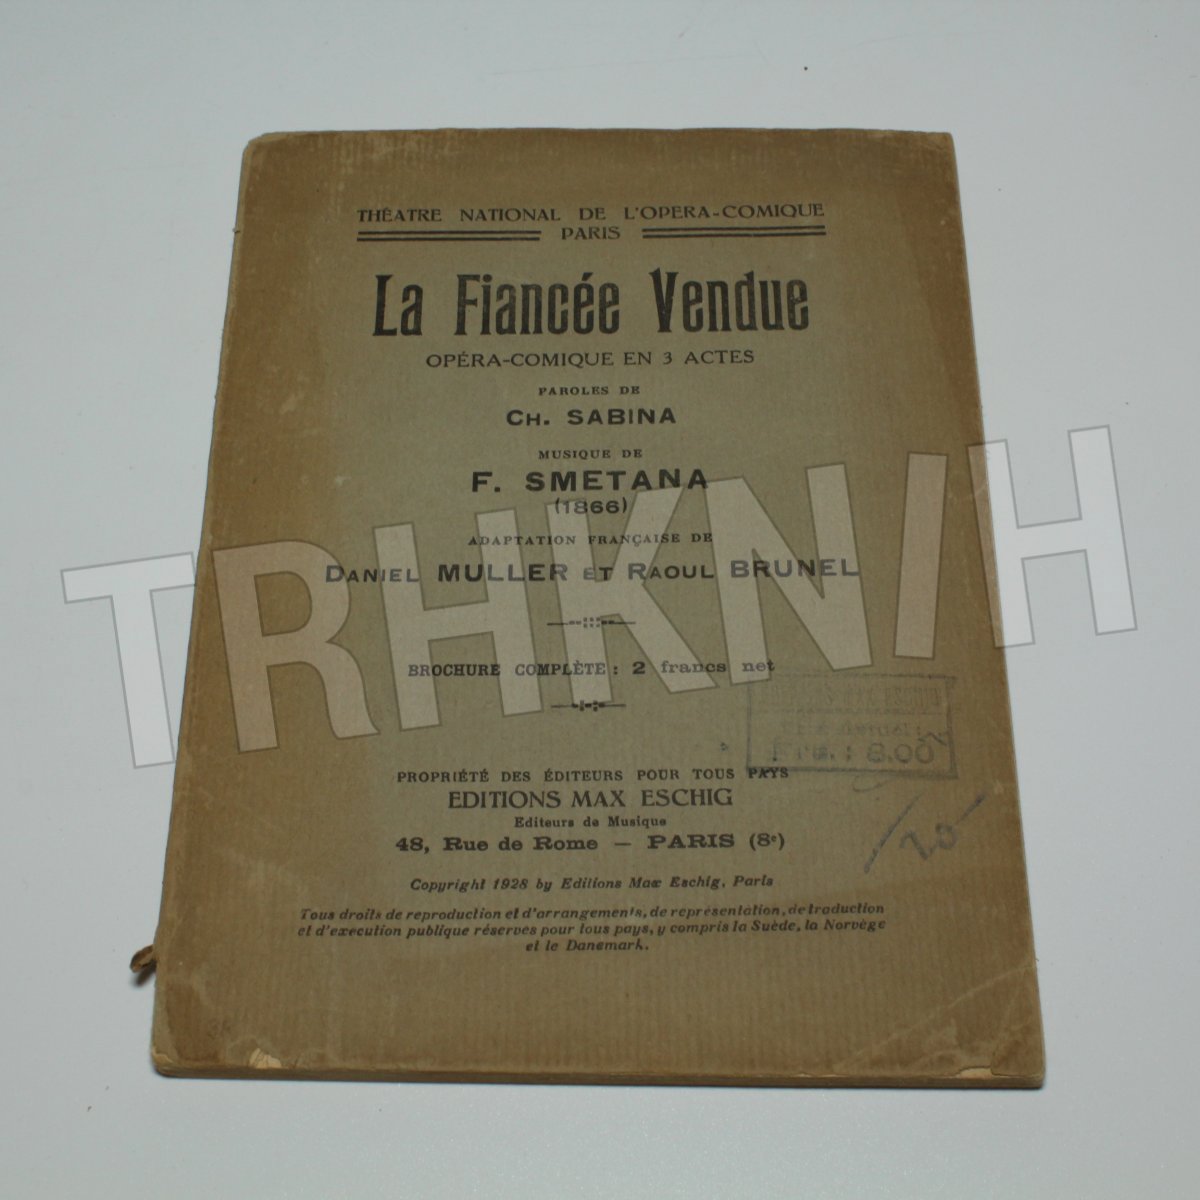 THÉATRE NATIONAL DE L'OPERA-COMIQUE
PARIS
La Fiancée Vendue
OPÉRA-COMIQUE EN 3 ACTES
PAROLES DE
CH. SABINA
MUSIQUE DE
F. SMETANA
(1866)
ADAPTATION FRANÇAISE DE
DANIEL MULLER ET RAOUL BRUNEL
TRHKNIH
BROCHURE COMPLÈTE : 2 francs net
8.00
PROPRIÉTÉ DES ÉDITEURS POUR TOUS PAYS
EDITIONS MAX ESCHIG
Editeurs de Musique
48, Rue de Rome — PARIS (8e)
Copyright 1928 by Editions Max Eschig, Paris
Tous droits de reproduction et d'arrangements, de représentation, de traduction
et d'execution publique réservés pour tous pays, y compris la Suède, la Norvège
et le Danemark.